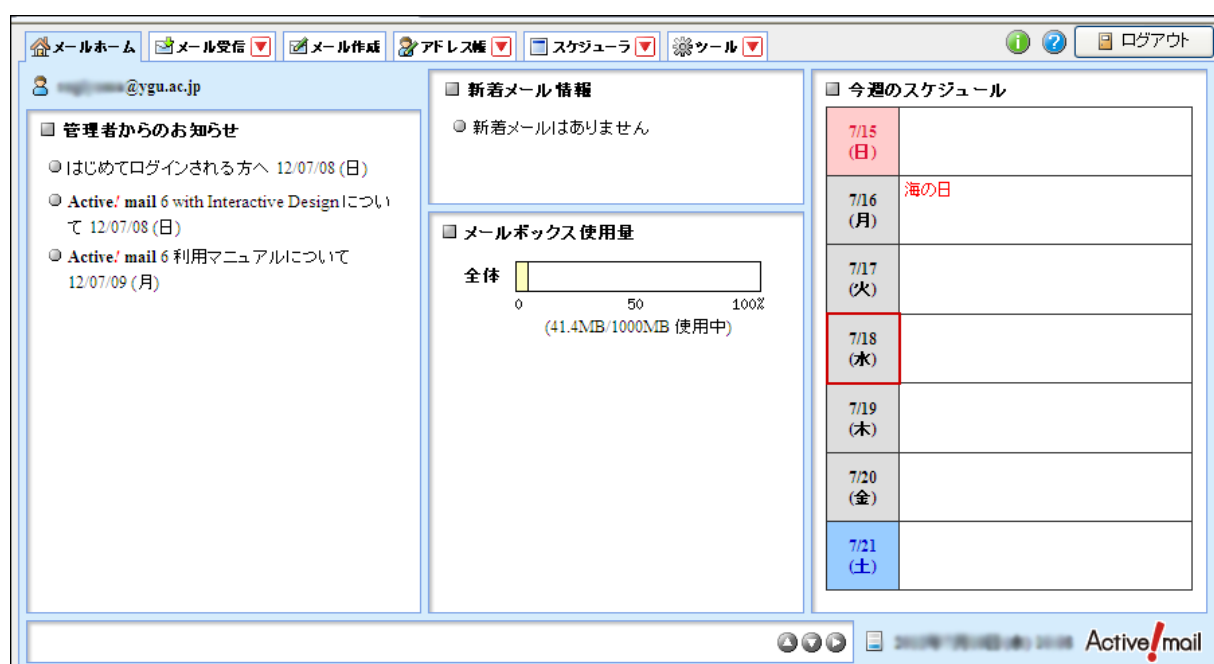 メールホーム メール受信 メール作成 アドレス帳 スケジューラ ツール ログアウト
@ygu.ac.jp
管理者からのお知らせ
はじめてログインされる方へ 12/07/08 (日)
Active! mail 6 with Interactive Designについ
て 12/07/08 (日)
Active! mail 6 利用マニュアルについて
12/07/09 (月)
新着メール情報
新着メールはありません
メールボックス使用量
全体
0 50 100%
(41.4MB/1000MB 使用中)
今週のスケジュール
7/15
(日)
7/16
(月)
海の日
7/17
(火)
7/18
(水)
7/19
(木)
7/20
(金)
7/21
(土)
Active!mail